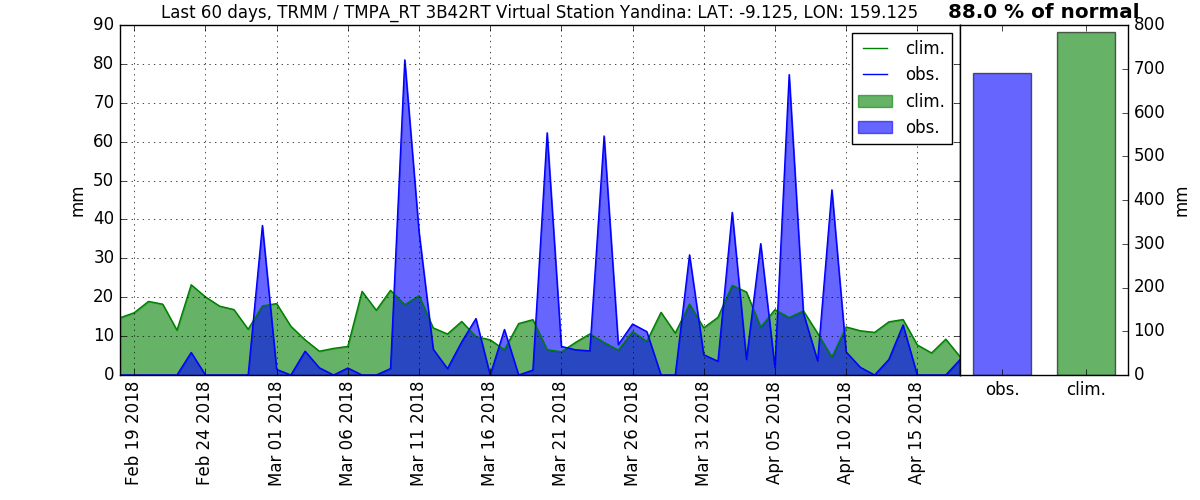 Last 60 days, TRMM / TMPA_RT 3B42RT Virtual Station Yandina: LAT: -9.125, LON: 159.125
88.0 % of normal
90
80
70
60
50
40
30
20
10
0
mm
clim.
obs.
clim.
obs.
800
700
600
500
400
300
200
100
0
mm
Feb 19 2018
Feb 24 2018
Mar 01 2018
Mar 06 2018
Mar 11 2018
Mar 16 2018
Mar 21 2018
Mar 26 2018
Mar 31 2018
Apr 05 2018
Apr 10 2018
Apr 15 2018
obs.
clim.